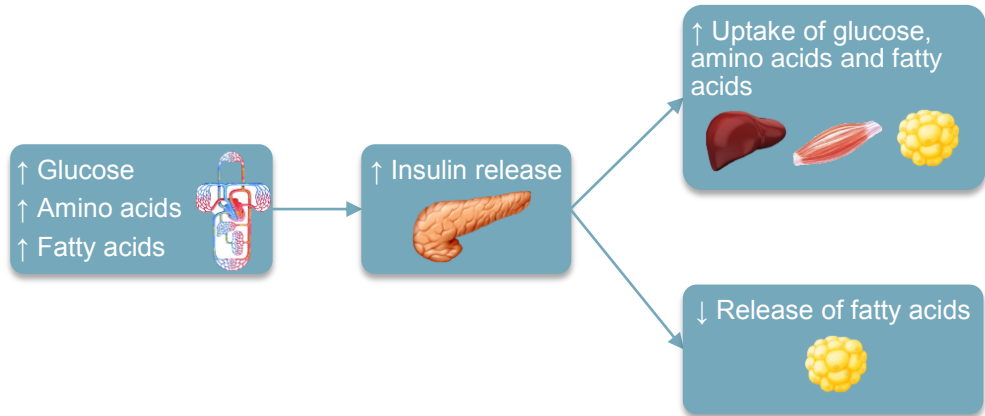 ↑ Glucose
↑ Amino acids
↑ Fatty acids
↑ Insulin release
↑ Uptake of glucose,
amino acids and fatty
acids
↓ Release of fatty acids